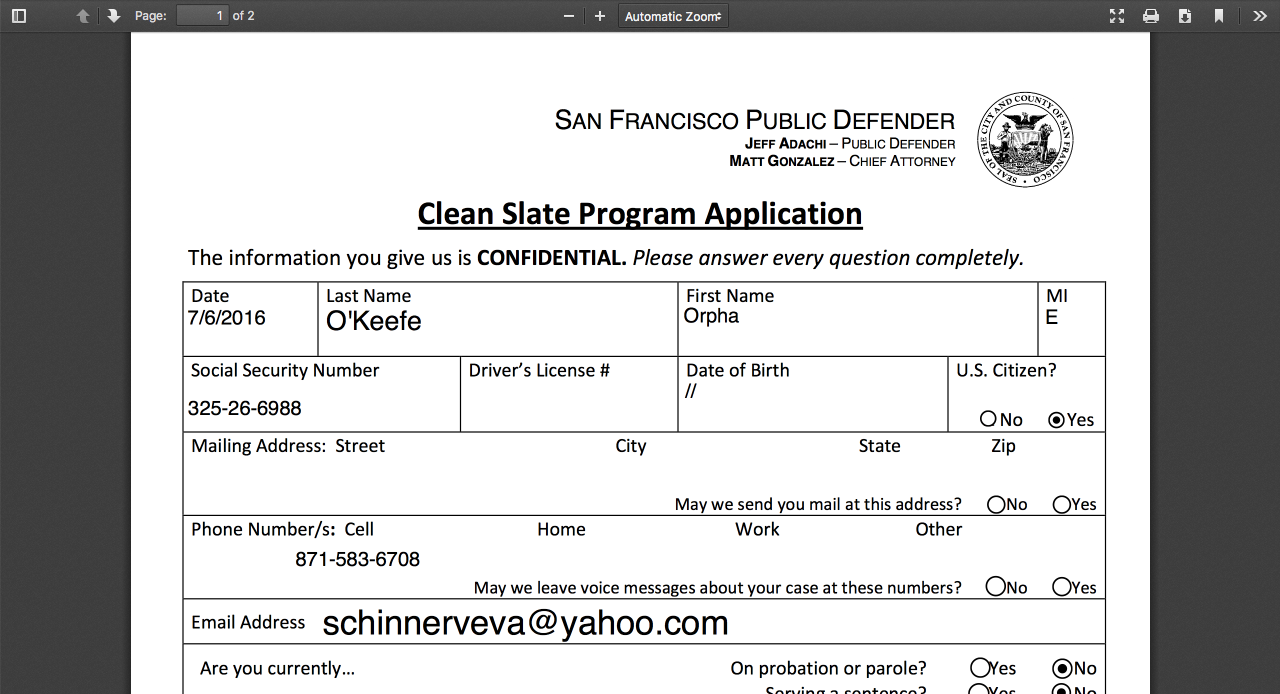 Page: 1 of 2 Automatic Zoom
SEAL OF THE CITY AND COUNTY OF SAN FRANCISCO
SAN FRANCISCO PUBLIC DEFENDER
JEFF ADACHI – PUBLIC DEFENDER
MATT GONZALEZ – CHIEF ATTORNEY
Clean Slate Program Application
The information you give us is CONFIDENTIAL. Please answer every question completely.
Date Last Name First Name MI
7/6/2016 O'Keefe Orpha E
Social Security Number Driver’s License # Date of Birth U.S. Citizen?
//
325-26-6988
No Yes
Mailing Address: Street City State Zip
May we send you mail at this address? No Yes
Phone Number/s: Cell Home Work Other
871-583-6708
May we leave voice messages about your case at these numbers? No Yes
Email Address schinnerveva@yahoo.com
Are you currently… On probation or parole? Yes No
Serving a sentence? Yes No